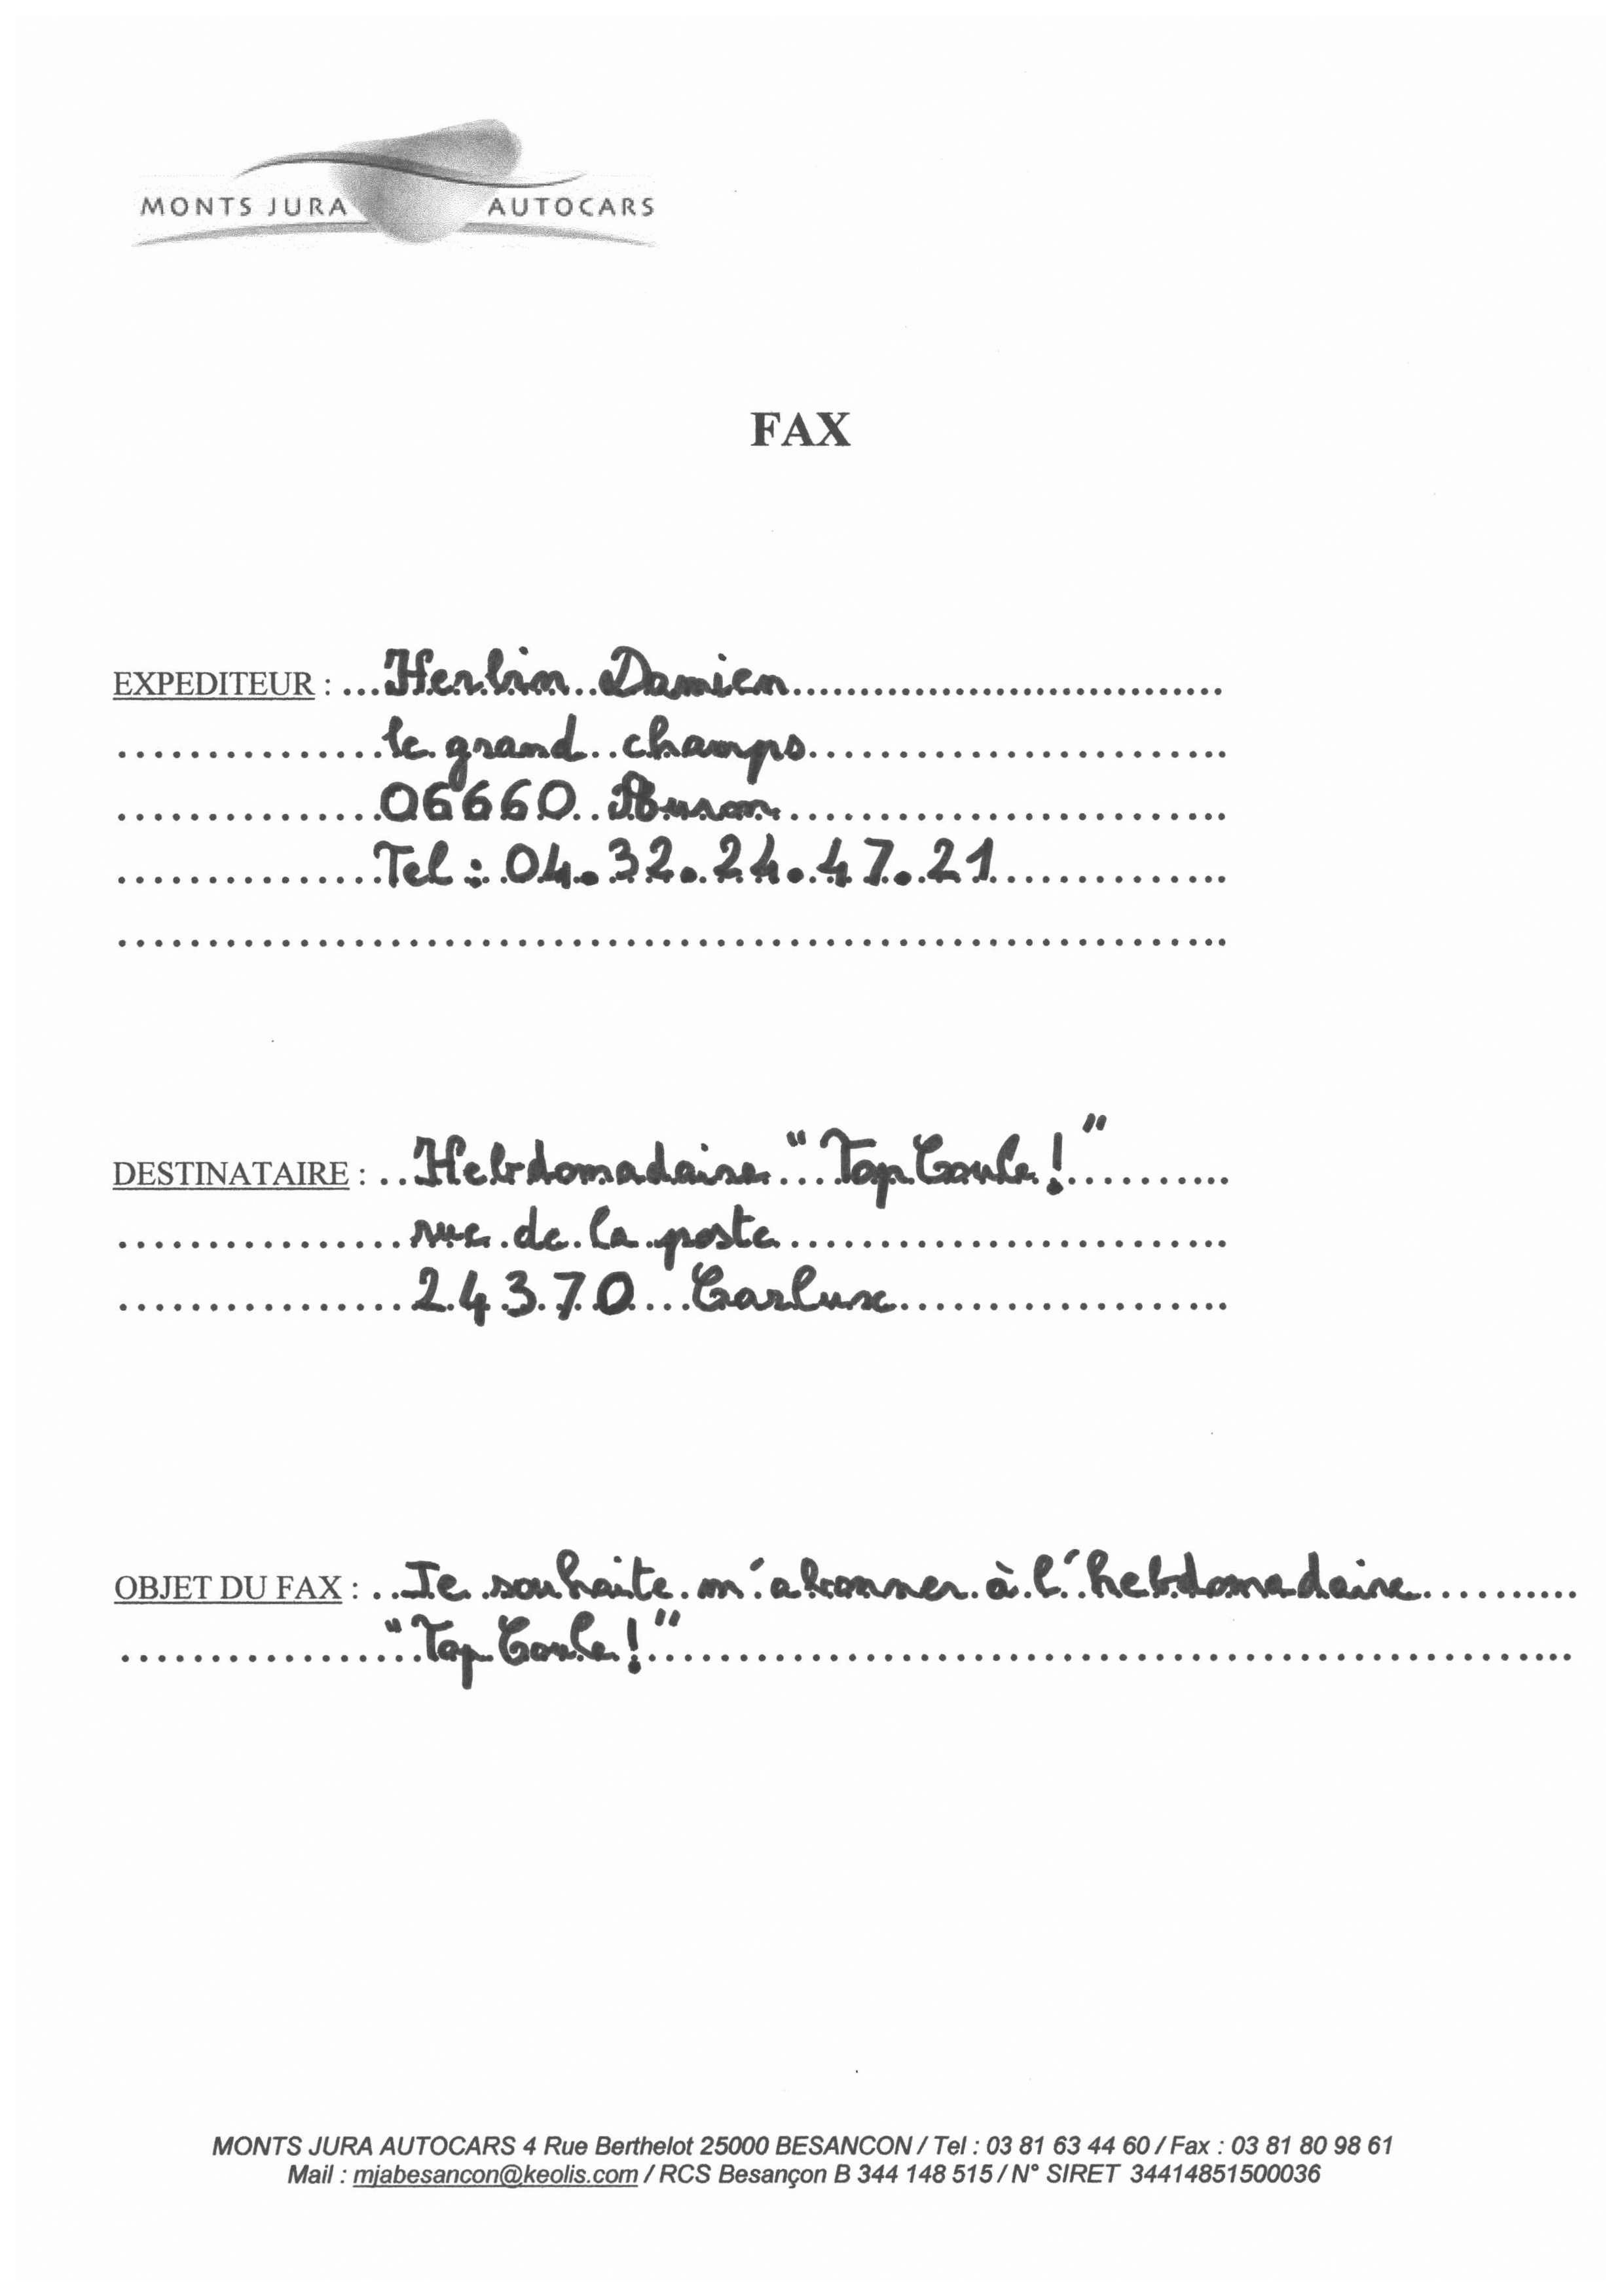 MONTS JURA AUTOCARS
FAX
EXPEDITEUR : Herbin Damien
le grand champs
06660 Auron
Tel : 04.32.24.47.21
DESTINATAIRE : Hebdomadaire "Top Coule !"
rue de la poste
24370 Carlux
OBJET DU FAX : Je souhaite m'abonner à l'hebdomadaire
"Top Coule !"
MONTS JURA AUTOCARS 4 Rue Berthelot 25000 BESANCON / Tel : 03 81 63 44 60 / Fax : 03 81 80 98 61
Mail : mjabesancon@keolis.com / RCS Besançon B 344 148 515 / N° SIRET 34414851500036